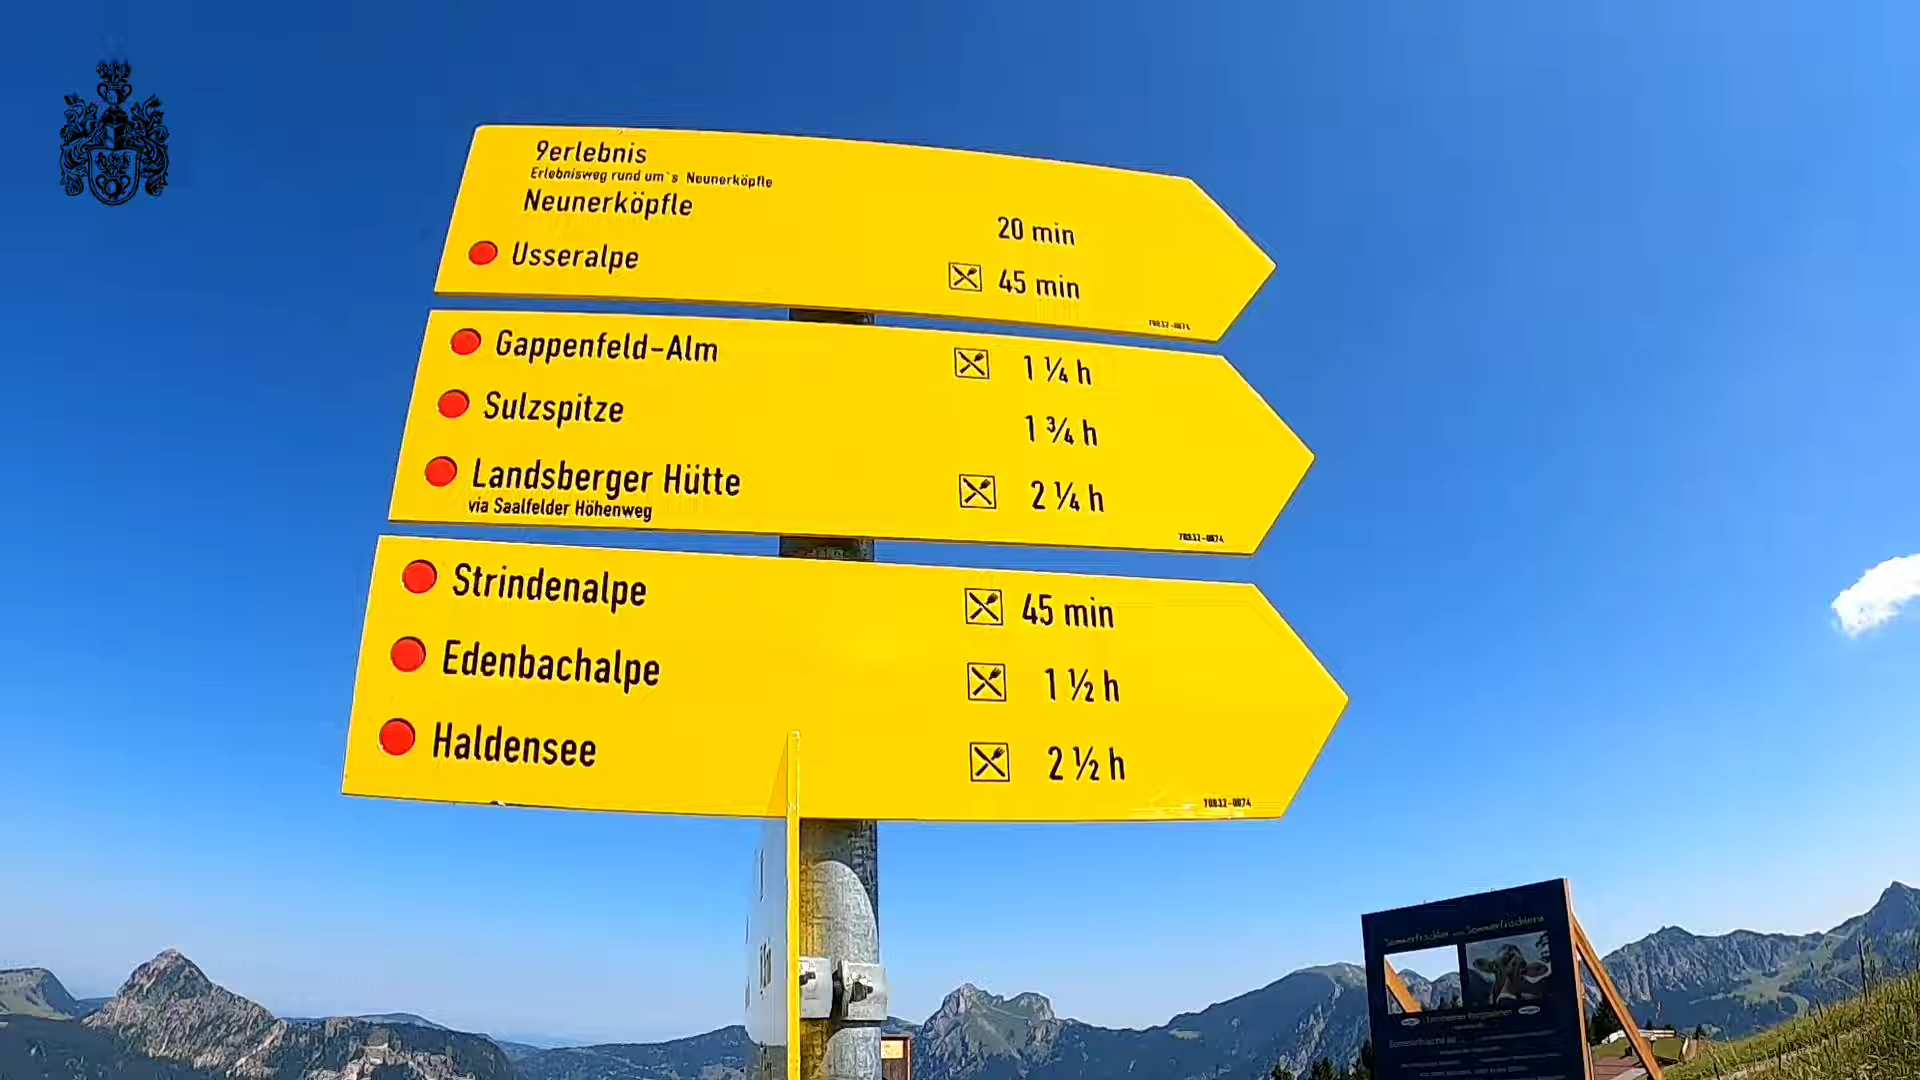 9erlebnis
Erlebnisweg rund um`s Neunerköpfle
Neunerköpfle 20 min
Usseralpe 45 min
Gappenfeld-Alm 1 ¼ h
Sulzspitze 1 ¾ h
Landsberger Hütte 2 ¼ h
via Saalfelder Höhenweg
Strindenalpe 45 min
Edenbachalpe 1 ½ h
Haldensee 2 ½ h